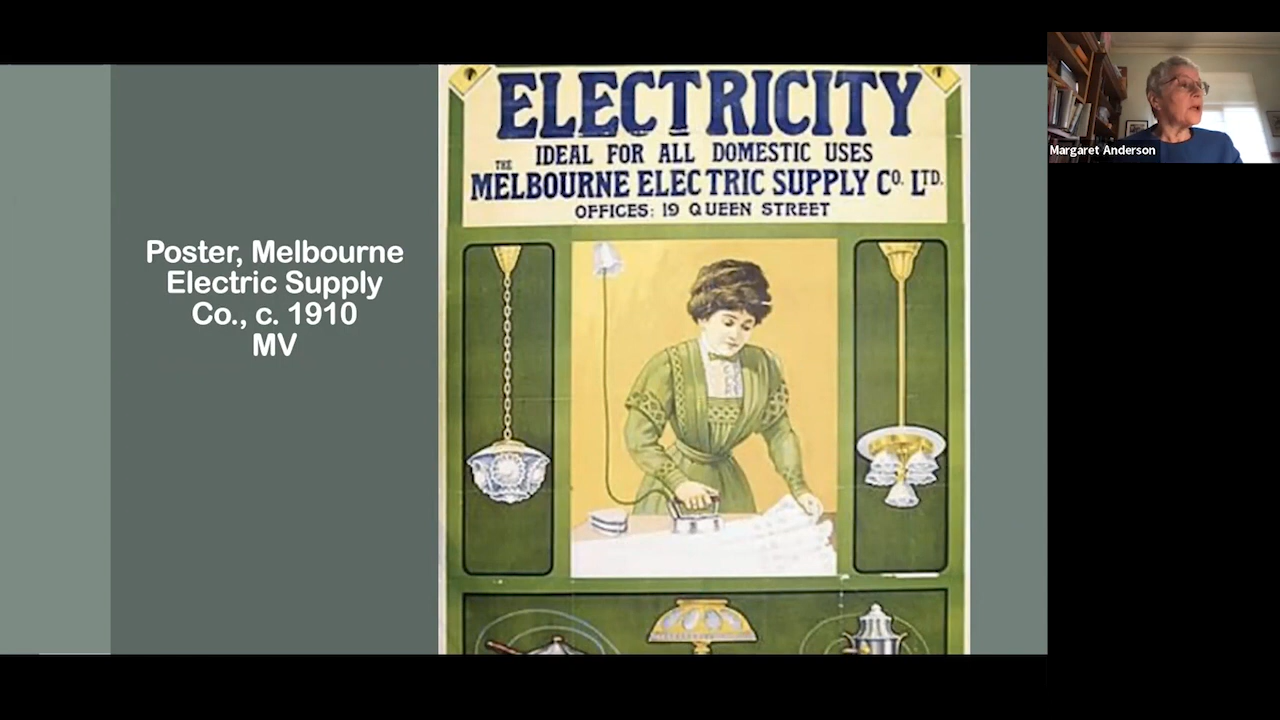 Poster, Melbourne
Electric Supply
Co., c. 1910
MV
ELECTRICITY
IDEAL FOR ALL DOMESTIC USES
THE MELBOURNE ELECTRIC SUPPLY CO. LTD.
OFFICES: 19 QUEEN STREET
Margaret Anderson